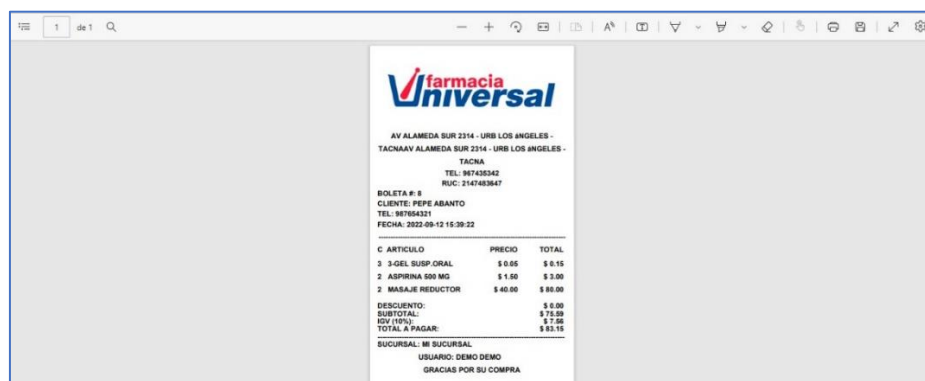 1 de 1
farmacia
Universal
AV ALAMEDA SUR 2314 - URB LOS áNGELES -
TACNAAV ALAMEDA SUR 2314 - URB LOS áNGELES -
TACNA
TEL: 967435342
RUC: 2147483647
BOLETA #: 8
CLIENTE: PEPE ABANTO
TEL: 987654321
FECHA: 2022-09-12 15:39:22
C ARTICULO PRECIO TOTAL
3 3-GEL SUSP.ORAL $ 0.05 $ 0.15
2 ASPIRINA 500 MG $ 1.50 $ 3.00
2 MASAJE REDUCTOR $ 40.00 $ 80.00
DESCUENTO: $ 0.00
SUBTOTAL: $ 75.59
IGV (10%): $ 7.56
TOTAL A PAGAR: $ 83.15
SUCURSAL: MI SUCURSAL
USUARIO: DEMO DEMO
GRACIAS POR SU COMPRA